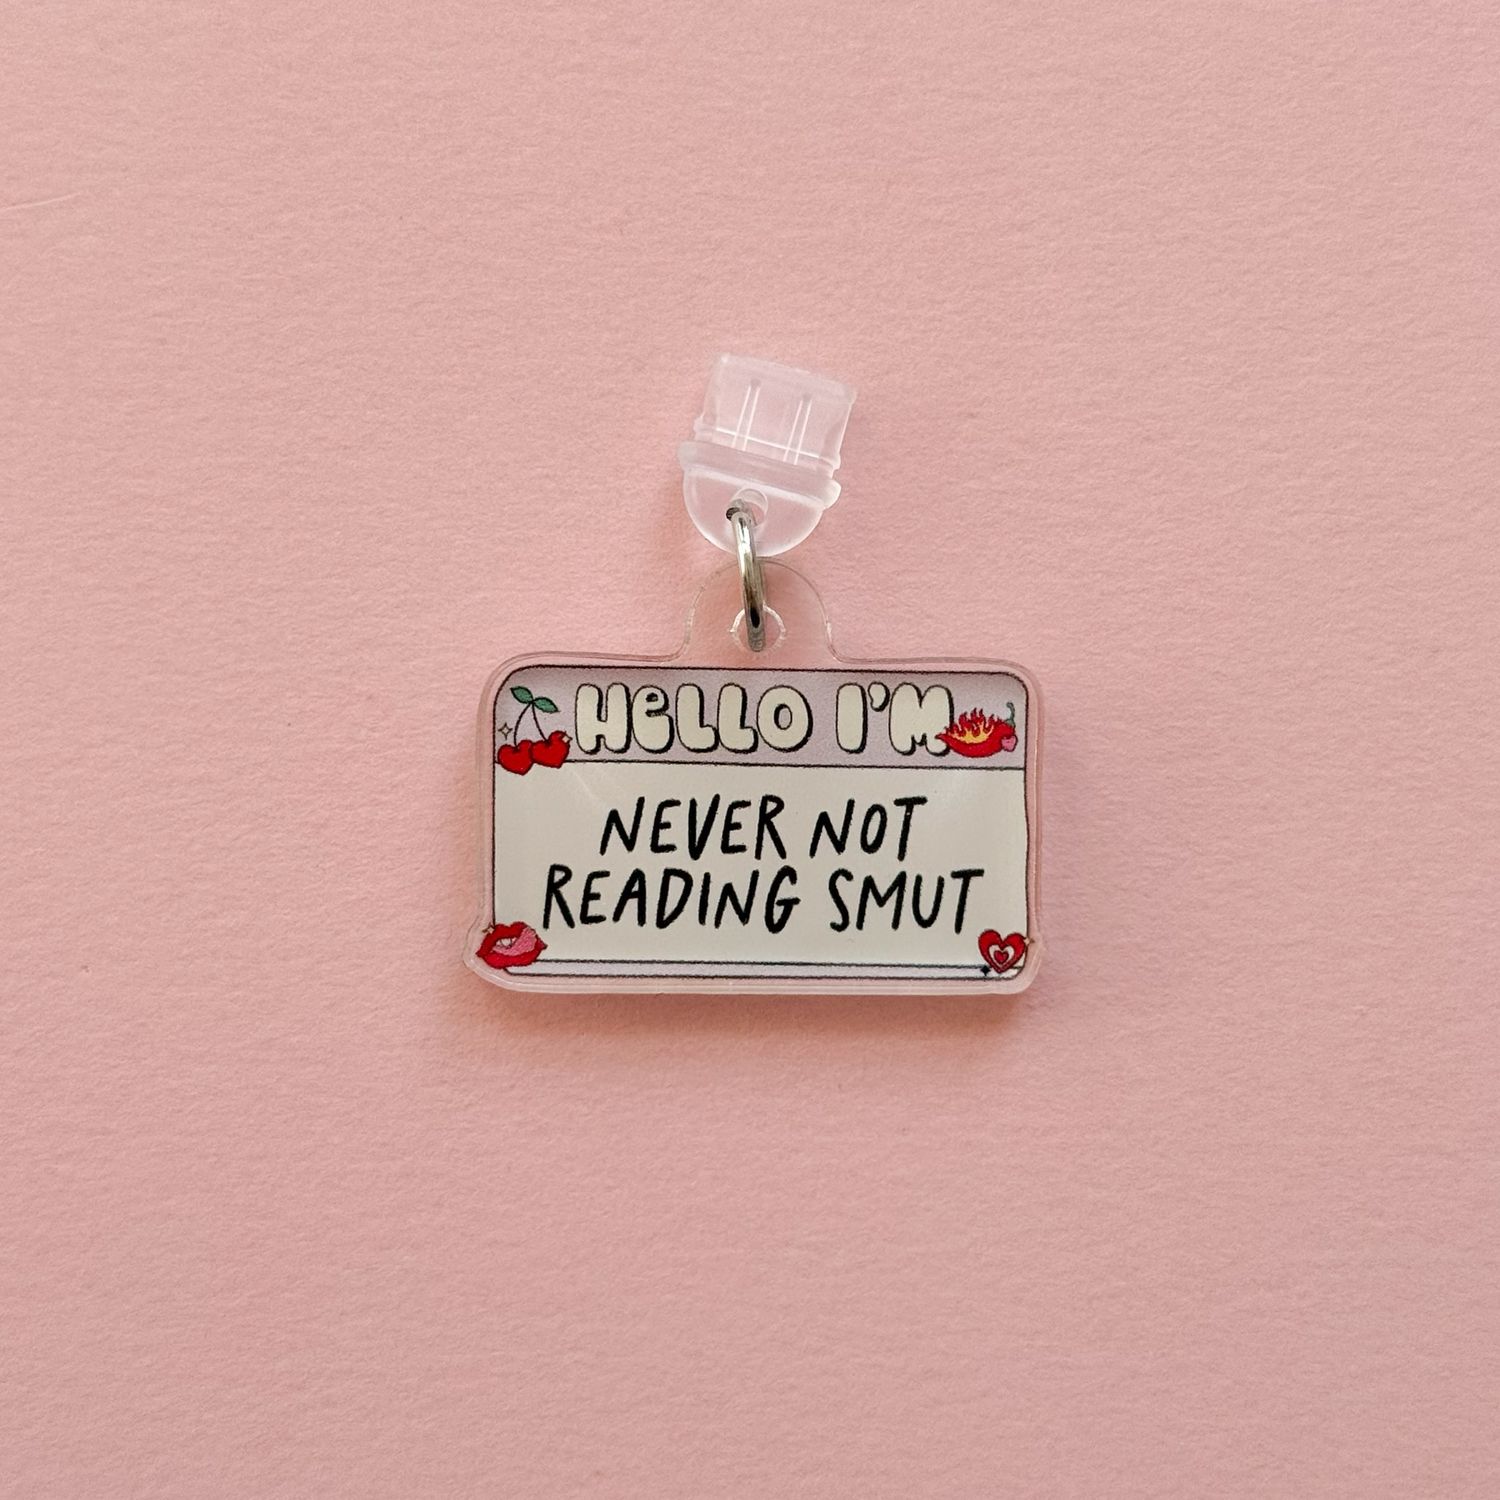 HeLLO I'M
NEVER NOT
READING SMUT